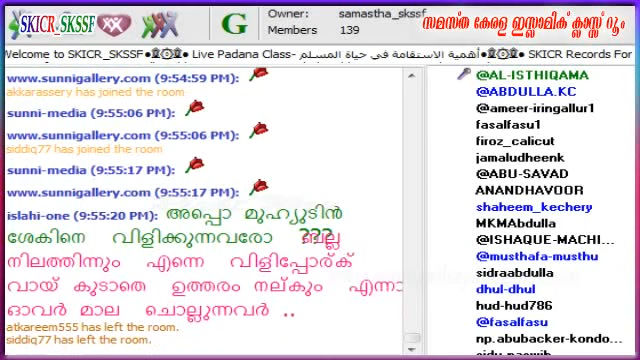 SKICR_SKSSF
G
Owner: samastha_skssf
Members 139
സമസ്ത കേരള ഇസ്ലാമിക് ക്ലാസ്സ് റൂം
Welcome to SKICR_SKSSF Live Padana Class- أهمية الاستقامة في حياة المسلم SKICR Records For
www.sunnigallery.com (9:54:59 PM):
akkarassery has joined the room
sunni-media (9:55:06 PM):
www.sunnigallery.com (9:55:06 PM):
siddiq77 has joined the room
sunni-media (9:55:17 PM):
www.sunnigallery.com (9:55:17 PM):
islahi-one (9:55:20 PM): അപ്പൊ മുഹ്യുടിൻ
ശേകിനെ വിളിക്കുന്നവരോ ??? ബല്ല
നിലത്തിന്നും എന്നെ വിളിപ്പോര്ക്
വായ് കുടാതെ ഉത്തരം നല്കും എന്നാ
ഓവർ മാല ചൊല്ലുന്നവർ ..
atkareem555 has left the room.
siddiq77 has left the room.
@AL-ISTHIQAMA
@ABDULLA.KC
@ameer-iringallur1
fasalfasu1
firoz_calicut
jamaludheenk
@ABU-SAVAD
ANANDHAVOOR
shaheem_kechery
MKMAbdulla
@ISHAQUE-MACHI...
@musthafa-musthu
sidraabdulla
dhul-dhul
hud-hud786
@fasalfasu
np.abubacker-kondo...